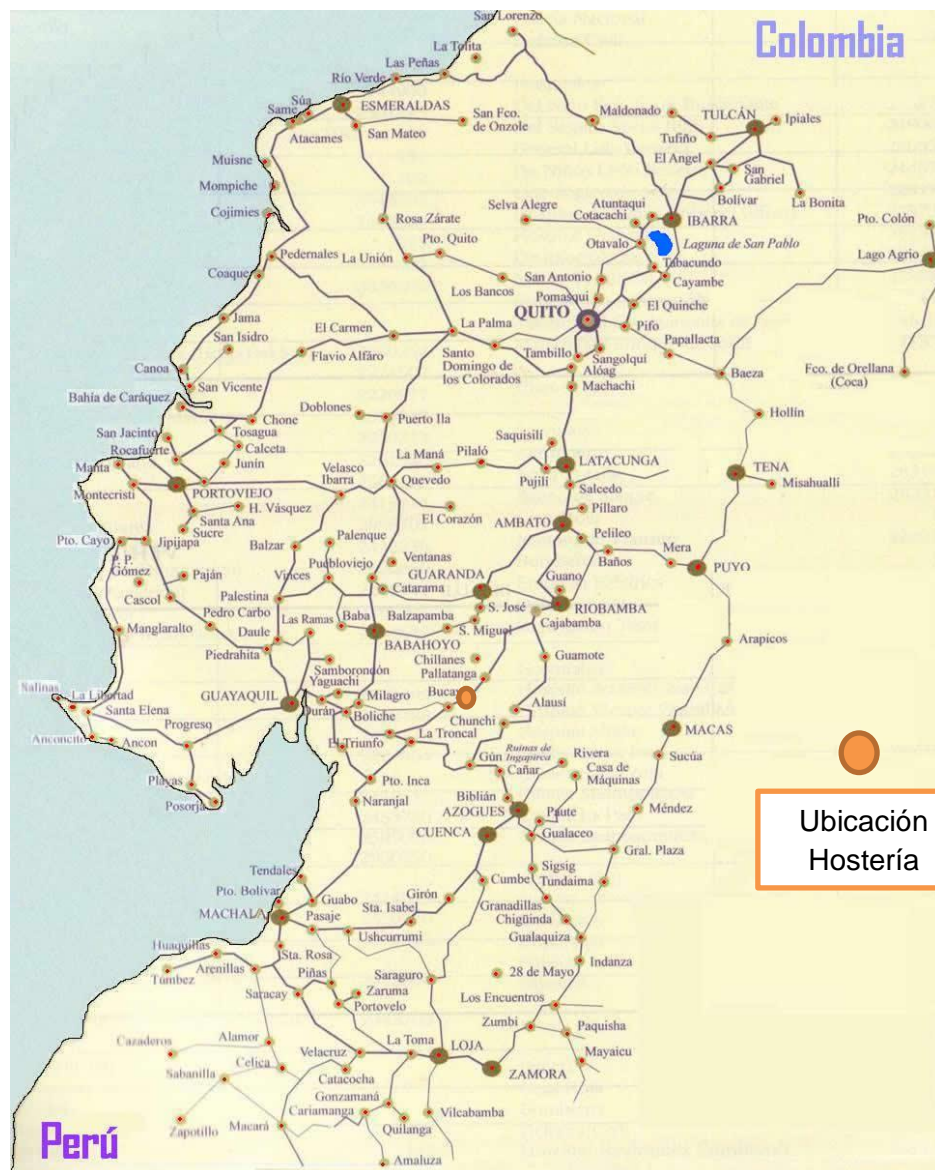 San Lorenzo
Colombia
La Tolita
Las Peñas
Río Verde
Súa
ESMERALDAS
Same
San Fco.
de Onzole
Maldonado
TULCÁN
Ipiales
Atacames
San Mateo
Tufiño
Muisne
El Angel
San
Gabriel
Mompiche
Bolívar
La Bonita
Cojimies
Selva Alegre
Atuntaqui
Cotacachi
IBARRA
Rosa Zárate
Pto. Colón
Pto. Quito
Otavalo
Laguna de San Pablo
Pedernales
La Unión
Lago Agrio
Tabacundo
Coaque
San Antonio
Cayambe
Los Bancos
Pomasqui
El Quinche
Jama
QUITO
El Carmen
La Palma
Pifo
San Isidro
Papallacta
Flavio Alfáro
Santo
Domingo de
los Colorados
Tambillo
Sangolquí
Canoa
Alóag
Baeza
Fco. de Orellana
(Coca)
San Vicente
Machachi
Bahía de Caráquez
Doblones
Puerto Ila
Hollín
Chone
San Jacinto
Tosagua
Saquisilí
Rocafuerte
Calceta
La Maná
Pilaló
Manta
Junín
Velasco
Ibarra
LATACUNGA
TENA
Montecristi
PORTOVIEJO
Quevedo
Pujilí
Salcedo
Misahuallí
H. Vásquez
Píllaro
Santa Ana
El Corazón
AMBATO
Sucre
Palenque
Pelileo
Pto. Cayo
Jipijapa
Balzar
Mera
P. P.
Gómez
Ventanas
Baños
Puebloviejo
GUARANDA
PUYO
Paján
Vinces
Guano
Catarama
Cascol
Palestina
S. José
RIOBAMBA
Pedro Carbo
Baba
Balzapamba
Las Ramas
Cajabamba
Manglaralto
Daule
S. Miguel
Arapicos
BABAHOYO
Piedrahita
Guamote
Chillanes
Samborondón
Pallatanga
Salinas
Yaguachi
La Libertad
GUAYAQUIL
Milagro
Bucay
Alausí
Santa Elena
Durán
Boliche
Progreso
Chunchi
MACAS
Anconcito
Ancon
La Troncal
El Triunfo
Ruinas de
Ingapirca
Rivera
Gún
Sucúa
Cañar
Casa de
Máquinas
Playas
Pto. Inca
Posorja
Naranjal
Biblián
AZOGUES
Paute
Méndez
Ubicación
Hostería
CUENCA
Gualaceo
Gral. Plaza
Tendales
Sigsig
Cumbe
Tundaima
Pto. Bolívar
Girón
Guabo
Granadillas
MACHALA
Pasaje
Sta. Isabel
Chigüinda
Ushcurrumi
Gualaquiza
Huaquillas
Sta. Rosa
Indanza
Arenillas
Piñas
Saraguro
28 de Mayo
Túmbez
Zaruma
Saracay
Portovelo
Los Encuentros
Zumbi
Paquisha
Alamor
Cazaderos
Velacruz
La Toma
LOJA
Mayaicu
Celica
Sabanilla
Catacocha
ZAMORA
Gonzamaná
Cariamanga
Vilcabamba
Zapotillo
Macará
Quilanga
Perú
Amaluza